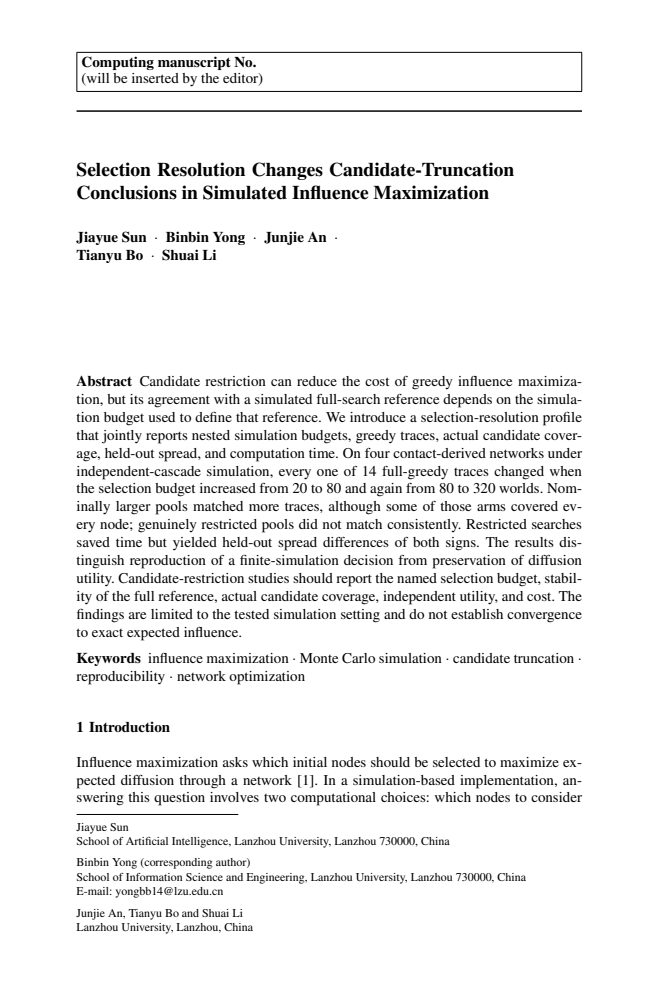 Computing manuscript No.
(will be inserted by the editor)
Selection Resolution Changes Candidate-Truncation
Conclusions in Simulated Influence Maximization
Jiayue Sun · Binbin Yong · Junjie An ·
Tianyu Bo · Shuai Li
Abstract Candidate restriction can reduce the cost of greedy influence maximiza-
tion, but its agreement with a simulated full-search reference depends on the simula-
tion budget used to define that reference. We introduce a selection-resolution profile
that jointly reports nested simulation budgets, greedy traces, actual candidate cover-
age, held-out spread, and computation time. On four contact-derived networks under
independent-cascade simulation, every one of 14 full-greedy traces changed when
the selection budget increased from 20 to 80 and again from 80 to 320 worlds. Nom-
inally larger pools matched more traces, although some of those arms covered ev-
ery node; genuinely restricted pools did not match consistently. Restricted searches
saved time but yielded held-out spread differences of both signs. The results dis-
tinguish reproduction of a finite-simulation decision from preservation of diffusion
utility. Candidate-restriction studies should report the named selection budget, stabil-
ity of the full reference, actual candidate coverage, independent utility, and cost. The
findings are limited to the tested simulation setting and do not establish convergence
to exact expected influence.
Keywords influence maximization · Monte Carlo simulation · candidate truncation ·
reproducibility · network optimization
1 Introduction
Influence maximization asks which initial nodes should be selected to maximize ex-
pected diffusion through a network [1]. In a simulation-based implementation, an-
swering this question involves two computational choices: which nodes to consider
Jiayue Sun
School of Artificial Intelligence, Lanzhou University, Lanzhou 730000, China
Binbin Yong (corresponding author)
School of Information Science and Engineering, Lanzhou University, Lanzhou 730000, China
E-mail: yongbb14@lzu.edu.cn
Junjie An, Tianyu Bo and Shuai Li
Lanzhou University, Lanzhou, China